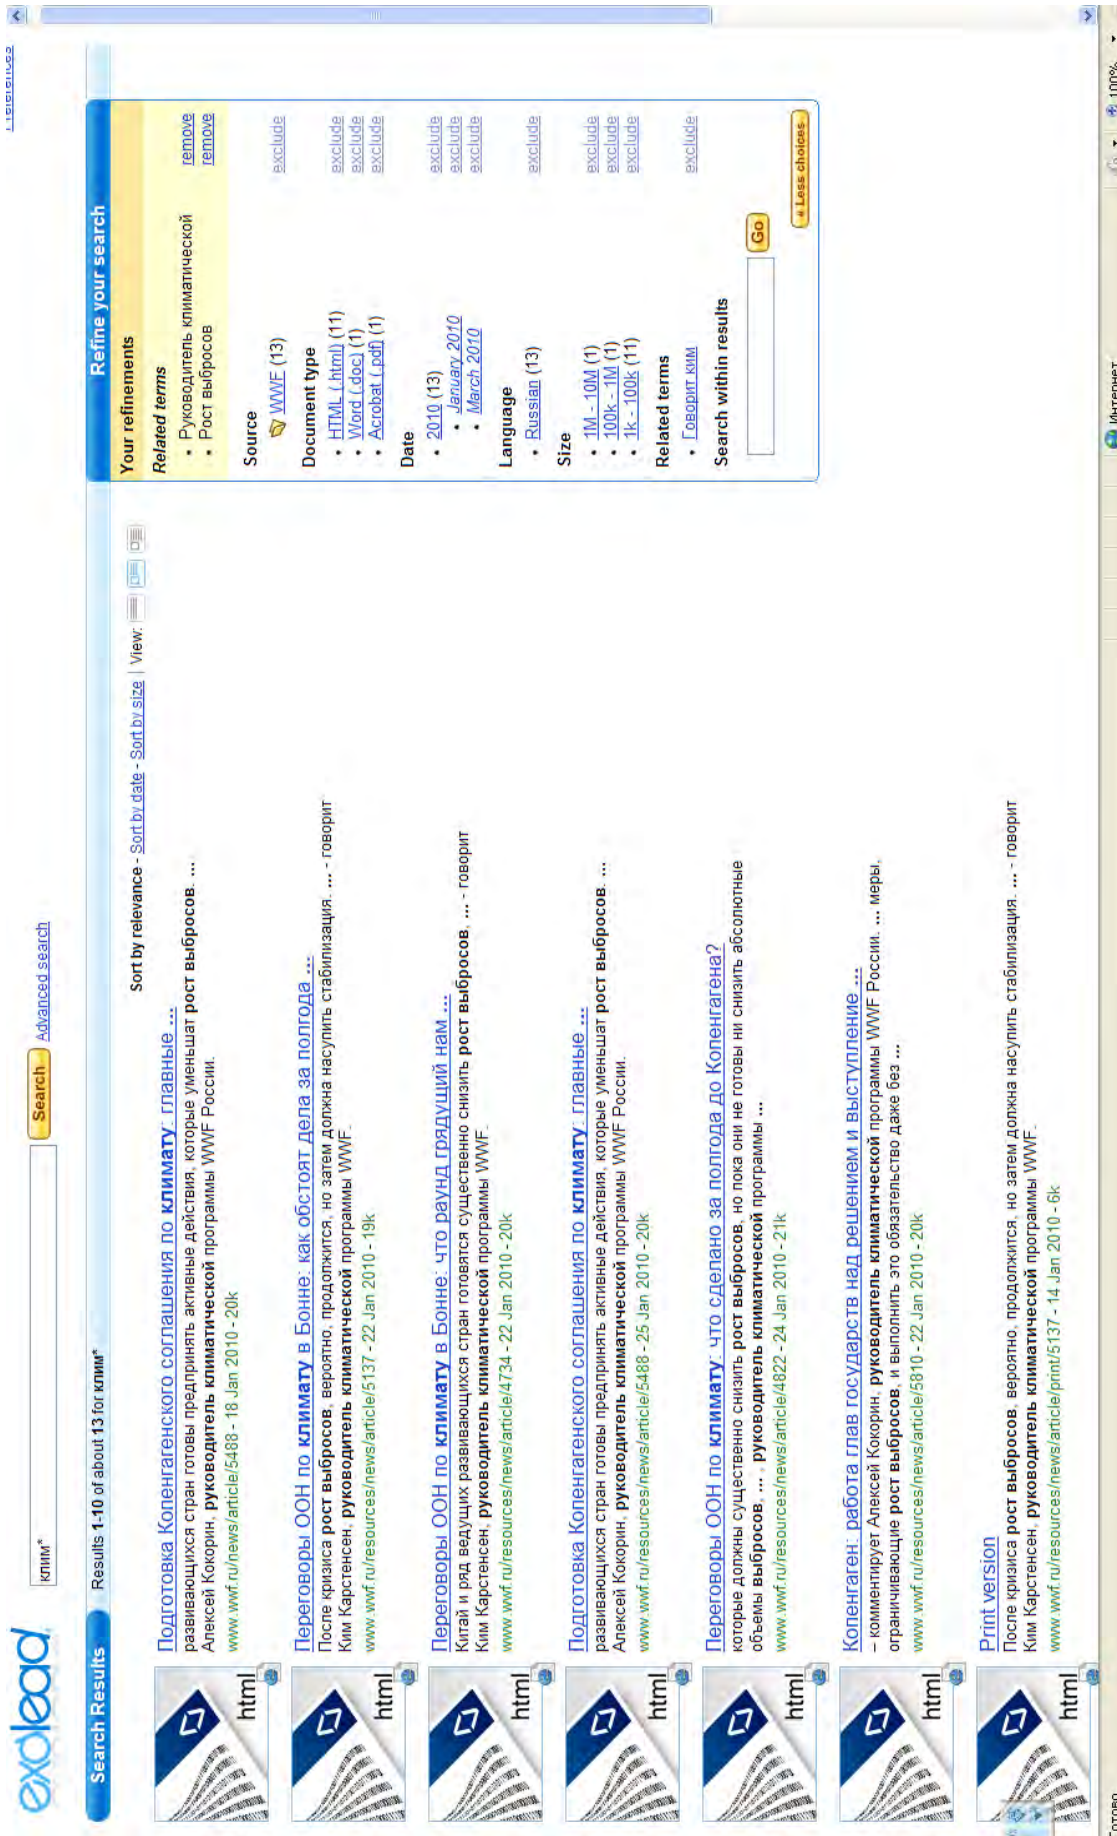 Preferences
exalead
клим*
Search
Advanced search
Search Results
Results 1-10 of about 13 for клим*
Sort by relevance - Sort by date - Sort by size | View:
Подготовка Копенгагенского соглашения по климату: главные ...
развивающихся стран готовы предпринять активные действия, которые уменьшат рост выбросов. ...
Алексей Кокорин, руководитель климатической программы WWF России.
www.wwf.ru/news/article/5488 - 18 Jan 2010 - 20k
html
Переговоры ООН по климату в Бонне: как обстоят дела за полгода ...
После кризиса рост выбросов, вероятно, продолжится, но затем должна наступить стабилизация. ... - говорит
Ким Карстенсен, руководитель климатической программы WWF.
www.wwf.ru/resources/news/article/5137 - 22 Jan 2010 - 19k
html
Переговоры ООН по климату в Бонне: что раунд грядущий нам ...
Китай и ряд ведущих развивающихся стран готовятся существенно снизить рост выбросов, ... - говорит
Ким Карстенсен, руководитель климатической программы WWF.
www.wwf.ru/resources/news/article/4734 - 22 Jan 2010 - 20k
html
Подготовка Копенгагенского соглашения по климату: главные ...
развивающихся стран готовы предпринять активные действия, которые уменьшат рост выбросов. ...
Алексей Кокорин, руководитель климатической программы WWF России.
www.wwf.ru/resources/news/article/5488 - 25 Jan 2010 - 20k
html
Переговоры ООН по климату: что сделано за полгода до Копенгагена?
которые должны существенно снизить рост выбросов, но пока они не готовы ни снизить абсолютные
объемы выбросов, ... , руководитель климатической программы ...
www.wwf.ru/resources/news/article/4822 - 24 Jan 2010 - 21k
html
Копенгаген: работа глав государств над решением и выступление ...
– комментирует Алексей Кокорин, руководитель климатической программы WWF России. ... меры,
ограничивающие рост выбросов, и выполнить это обязательство даже без ...
www.wwf.ru/resources/news/article/5810 - 22 Jan 2010 - 20k
html
Print version
После кризиса рост выбросов, вероятно, продолжится, но затем должна наступить стабилизация. ... - говорит
Ким Карстенсен, руководитель климатической программы WWF.
www.wwf.ru/resources/news/article/print/5137 - 14 Jan 2010 - 6k
html
Refine your search
Your refinements
Related terms
• Руководитель климатической remove
• Рост выбросов remove
Source
WWF (13) exclude
Document type
• HTML (.html) (11) exclude
• Word (.doc) (1) exclude
• Acrobat (.pdf) (1) exclude
Date
• 2010 (13) exclude
• January 2010 exclude
• March 2010 exclude
Language
• Russian (13) exclude
Size
• 1M - 10M (1) exclude
• 100k - 1M (1) exclude
• 1k - 100k (11) exclude
Related terms
• Говорит ким exclude
Search within results
Go
Less choices
Готово
Интернет
100%